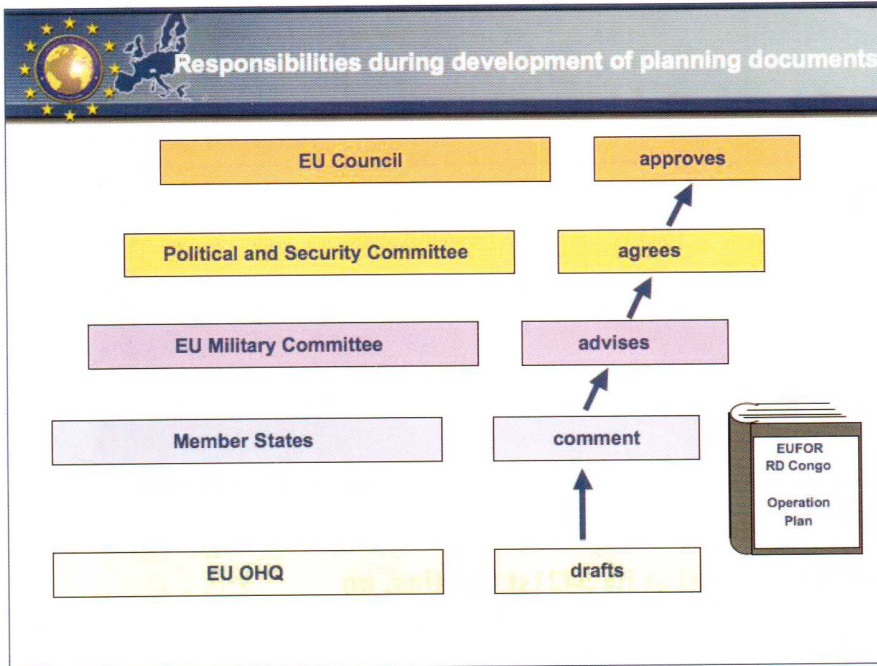 Responsibilities during development of planning documents
EU Council
approves
Political and Security Committee
agrees
EU Military Committee
advises
Member States
comment
EUFOR
RD Congo
Operation
Plan
EU OHQ
drafts